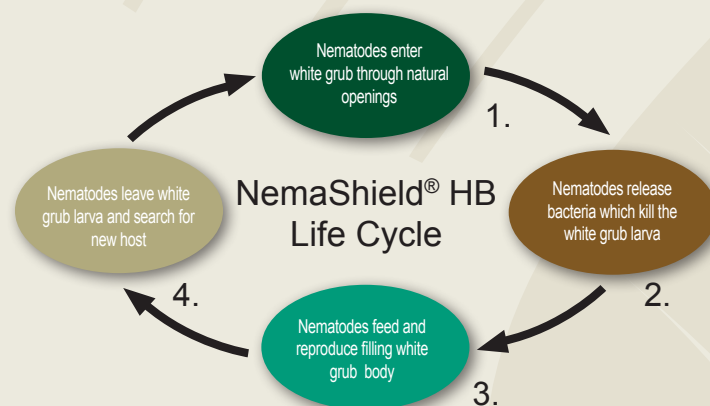 Nematodes enter
white grub through natural
openings
1.
Nematodes release
bacteria which kill the
white grub larva
2.
Nematodes feed and
reproduce filling white
grub body
3.
Nematodes leave white
grub larva and search for
new host
4.
NemaShield® HB
Life Cycle